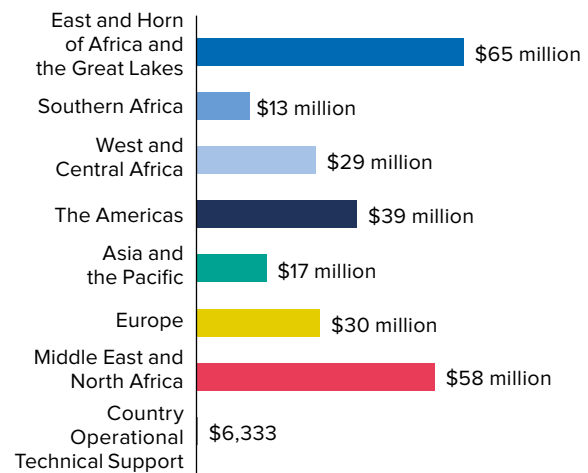 East and Horn
of Africa and
the Great Lakes
$65 million
Southern Africa
$13 million
West and
Central Africa
$29 million
The Americas
$39 million
Asia and
the Pacific
$17 million
Europe
$30 million
Middle East and
North Africa
$58 million
Country
Operational
Technical Support
$6,333